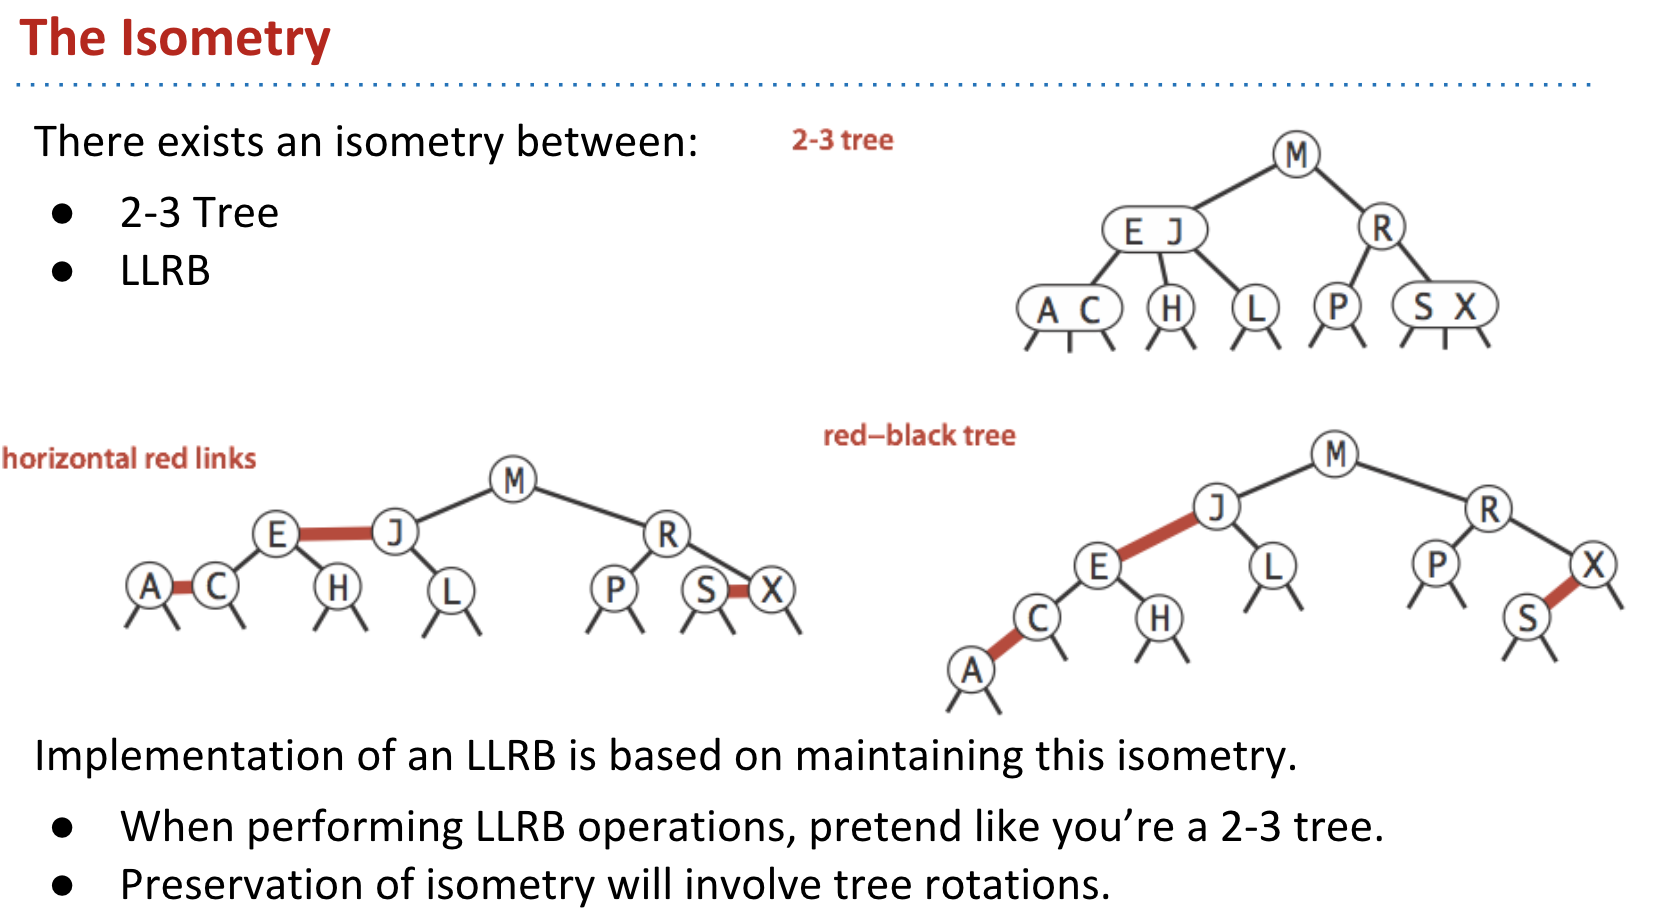 The Isometry
There exists an isometry between:
● 2-3 Tree
● LLRB
2-3 tree
M
E J R
A C H L P S X
horizontal red links
M
E J R
A C H L P S X
red–black tree
M
J R
E L P X
C H S
A
Implementation of an LLRB is based on maintaining this isometry.
● When performing LLRB operations, pretend like you’re a 2-3 tree.
● Preservation of isometry will involve tree rotations.